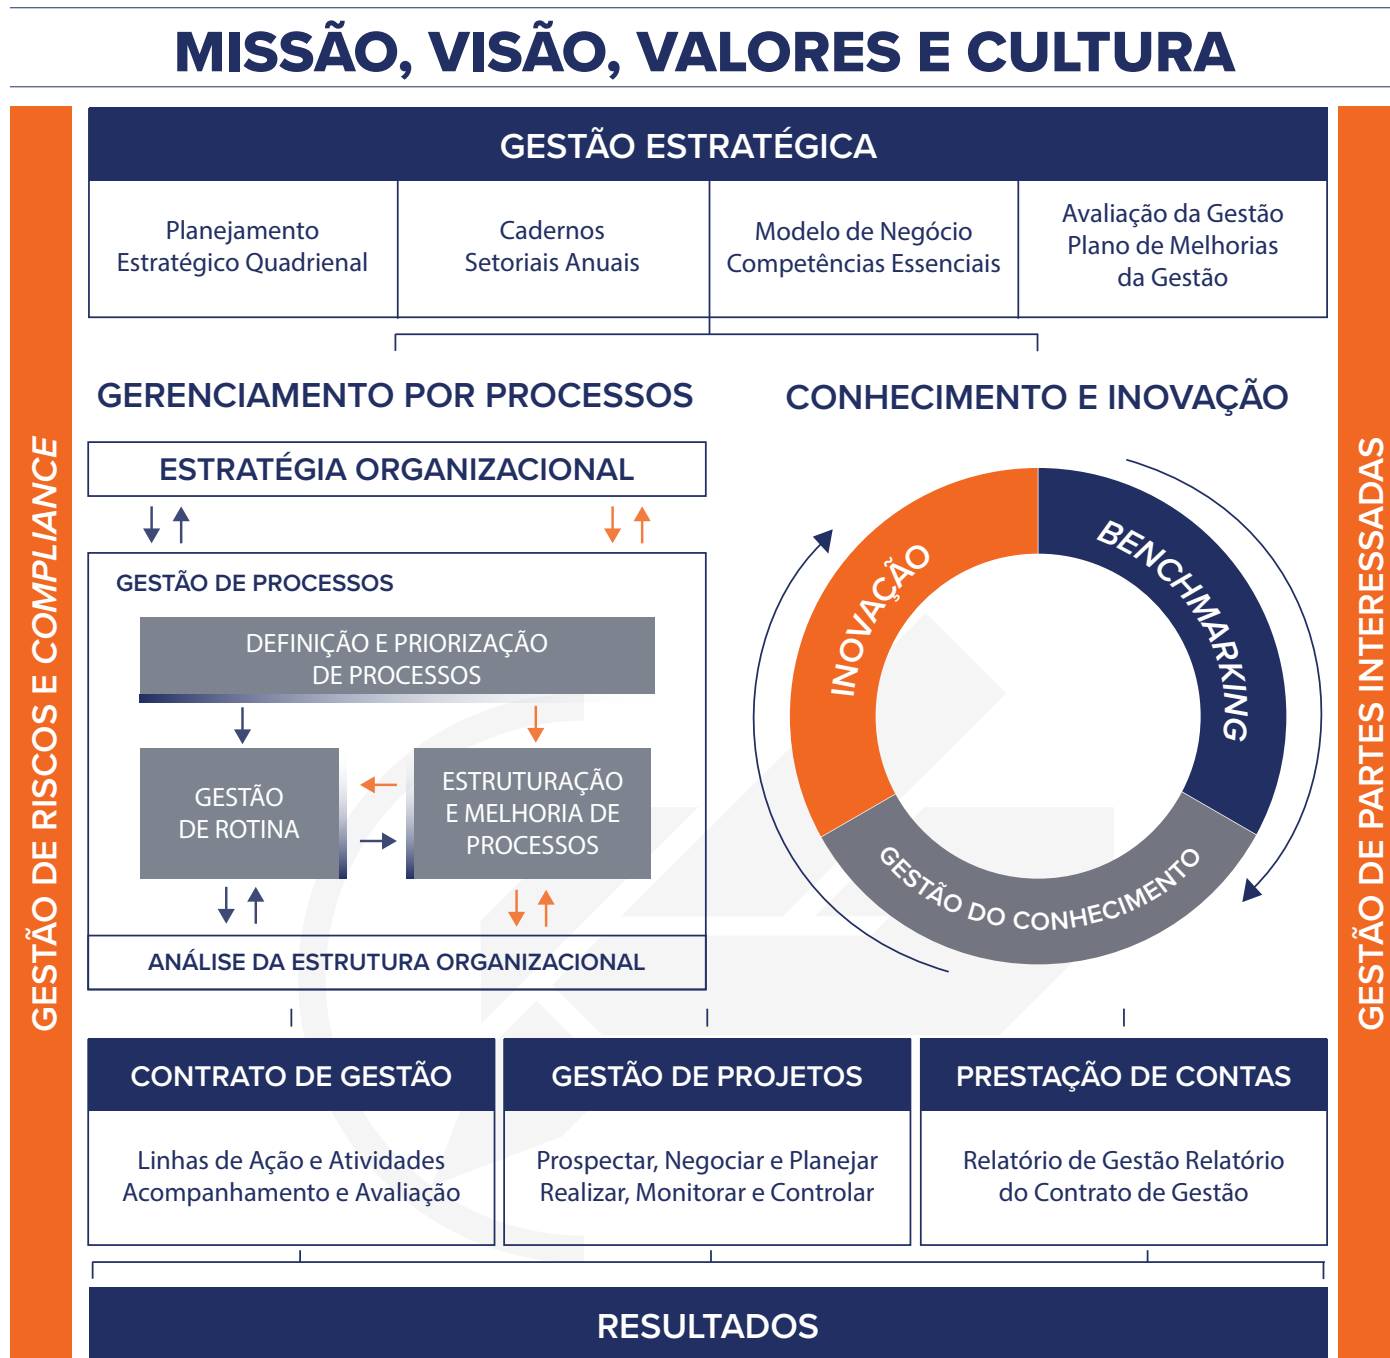 MISSÃO, VISÃO, VALORES E CULTURA
GESTÃO DE RISCOS E COMPLIANCE
GESTÃO ESTRATÉGICA
Planejamento
Estratégico Quadrienal
Cadernos
Setoriais Anuais
Modelo de Negócio
Competências Essenciais
Avaliação da Gestão
Plano de Melhorias
da Gestão
GERENCIAMENTO POR PROCESSOS
ESTRATÉGIA ORGANIZACIONAL
GESTÃO DE PROCESSOS
DEFINIÇÃO E PRIORIZAÇÃO
DE PROCESSOS
GESTÃO
DE ROTINA
ESTRUTURAÇÃO
E MELHORIA DE
PROCESSOS
ANÁLISE DA ESTRUTURA ORGANIZACIONAL
CONHECIMENTO E INOVAÇÃO
INOVAÇÃO
BENCHMARKING
GESTÃO DO CONHECIMENTO
CONTRATO DE GESTÃO
Linhas de Ação e Atividades
Acompanhamento e Avaliação
GESTÃO DE PROJETOS
Prospectar, Negociar e Planejar
Realizar, Monitorar e Controlar
PRESTAÇÃO DE CONTAS
Relatório de Gestão Relatório
do Contrato de Gestão
RESULTADOS
GESTÃO DE PARTES INTERESSADAS